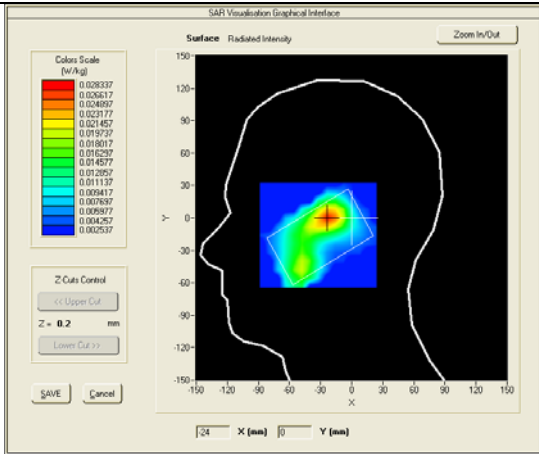 SAR Visualisation Graphical Interface
Surface Radiated Intensity
Zoom In/Out
Colors Scale
(W/kg)
0.028337
0.026617
0.024897
0.023177
0.021457
0.019737
0.018017
0.016297
0.014577
0.012857
0.011137
0.009417
0.007697
0.005977
0.004257
0.002537
150
120
90
60
30
0
-30
-60
-90
-120
-150
Y
-150 -120 -90 -60 -30 0 30 60 90 120 150
X
Z Cuts Control
<< Upper Cut
Z = 0.2 mm
Lower Cut >>
SAVE Cancel
-24 X (mm) 0 Y (mm)